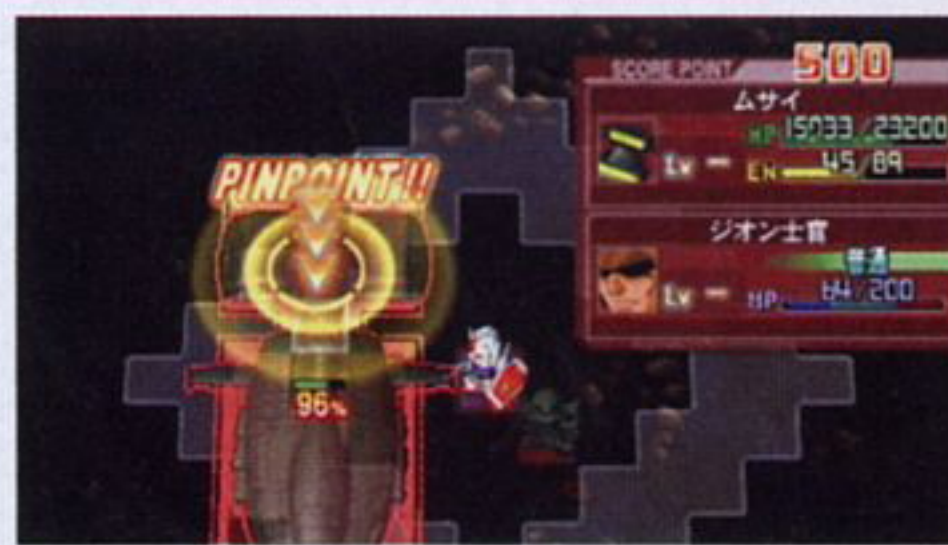 PINPOINT!!
96%
SCORE POINT 500
ムサイ
HP 15033/23200
Lv - EN 45/89
ジオン士官
普通
Lv - MP 64/200